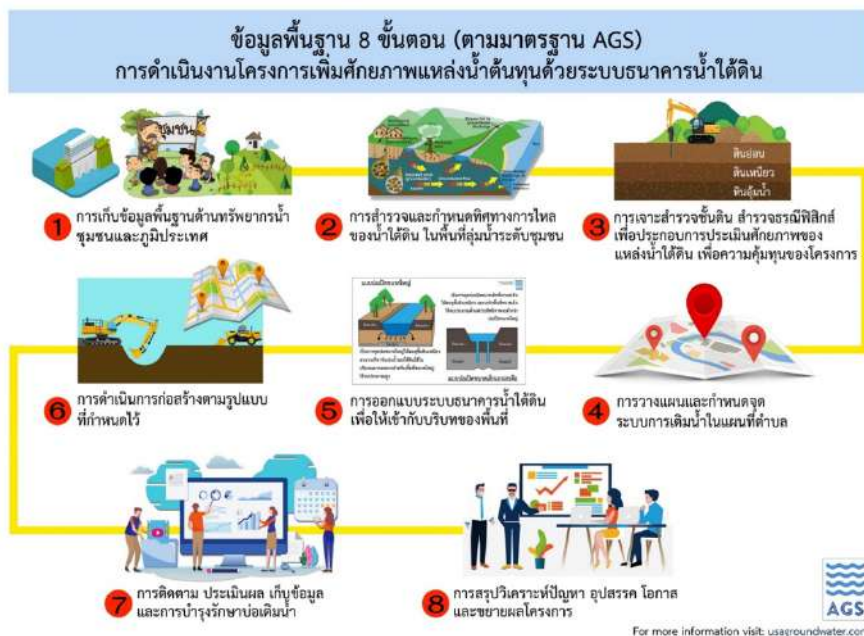 ข้อมูลพื้นฐาน 8 ขั้นตอน (ตามมาตรฐาน AGS)
การดำเนินงานโครงการเพิ่มศักยภาพแหล่งน้ำต้นทุนด้วยระบบธนาคารน้ำใต้ดิน
ชุมชน
ดินอ่อน
ดินเหนียว
หินอุ้มน้ำ
1 การเก็บข้อมูลพื้นฐานด้านทรัพยากรน้ำ
ชุมชนและภูมิประเทศ
2 การสำรวจและกำหนดทิศทางการไหล
ของน้ำใต้ดิน ในพื้นที่ลุ่มน้ำระดับชุมชน
3 การเจาะสำรวจชั้นดิน สำรวจธรณีฟิสิกส์
เพื่อประกอบการประเมินศักยภาพของ
แหล่งน้ำใต้ดิน เพื่อความคุ้มทุนของโครงการ
4 การวางแผนและกำหนดจุด
ระบบการเติมน้ำในแผนที่ตำบล
5 การออกแบบระบบธนาคารน้ำใต้ดิน
เพื่อให้เข้ากับบริบทของพื้นที่
6 การดำเนินการก่อสร้างตามรูปแบบ
ที่กำหนดไว้
7 การติดตาม ประเมินผล เก็บข้อมูล
และการบำรุงรักษาบ่อเติมน้ำ
8 การสรุปวิเคราะห์ปัญหา อุปสรรค โอกาส
และขยายผลโครงการ
AGS
For more information visit: usagroundwater.com